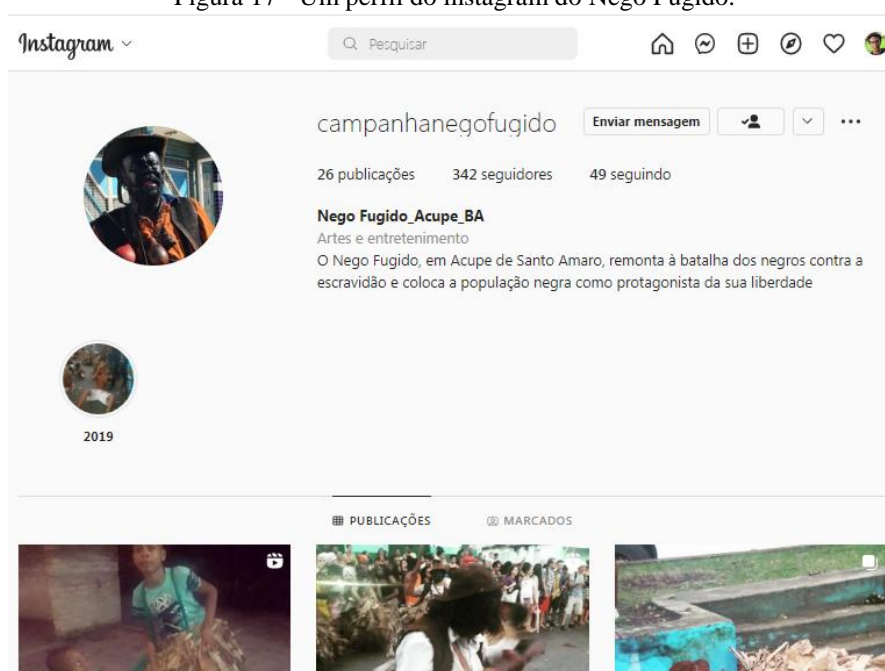 Figura 17 - Um perfil do instagram do Nego Fugido.
Instagram
Pesquisar
campanhanegofugido
Enviar mensagem
26 publicações 342 seguidores 49 seguindo
Nego Fugido_Acupe_BA
Artes e entretenimento
O Nego Fugido, em Acupe de Santo Amaro, remonta à batalha dos negros contra a
escravidão e coloca a população negra como protagonista da sua liberdade
2019
PUBLICAÇÕES MARCADOS